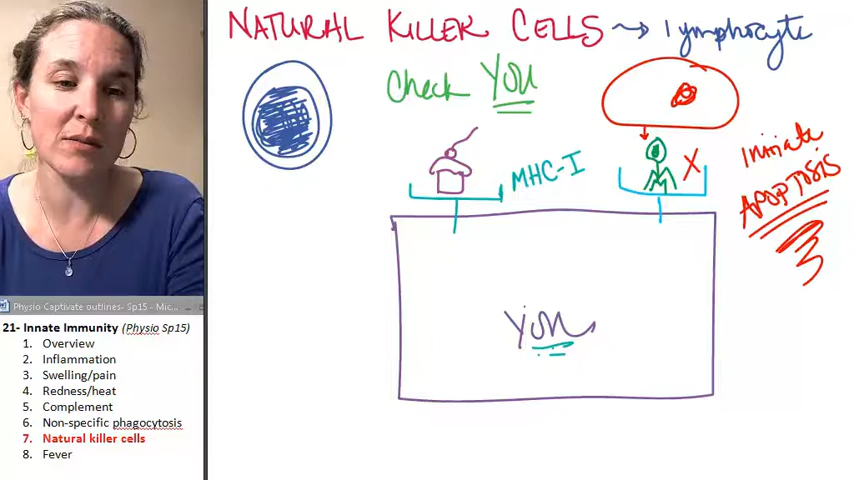 NATURAL KILLER CELLS → lymphocyte
Check YOU
MHC-I
X
Innate
APOPTOSIS
you
Physio Captivate outlines- Sp15 - Mic...
21- Innate Immunity (Physio Sp15)
1. Overview
2. Inflammation
3. Swelling/pain
4. Redness/heat
5. Complement
6. Non-specific phagocytosis
7. Natural killer cells
8. Fever